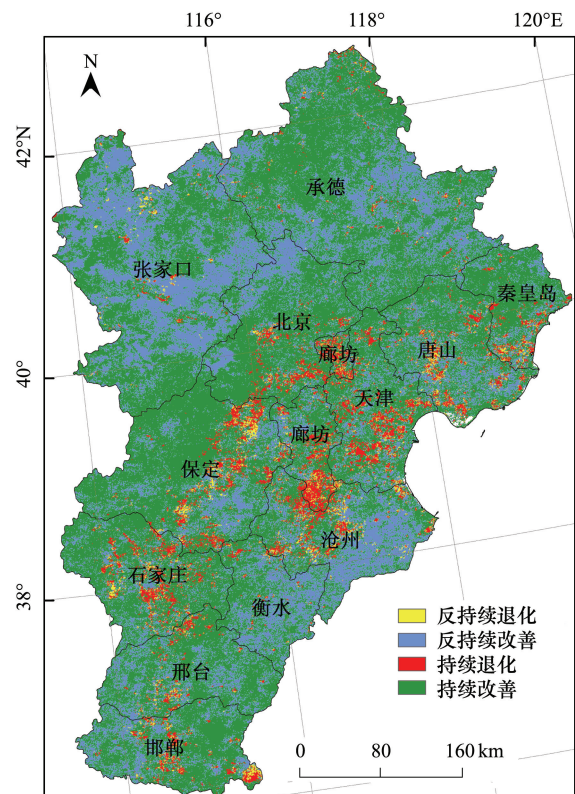 116°
118°
120°E
N
42°N
承德
张家口
秦皇岛
北京
廊坊
唐山
40°
天津
廊坊
保定
沧州
石家庄
38°
衡水
反持续退化
反持续改善
持续退化
邢台
持续改善
邯郸
0
80
160 km